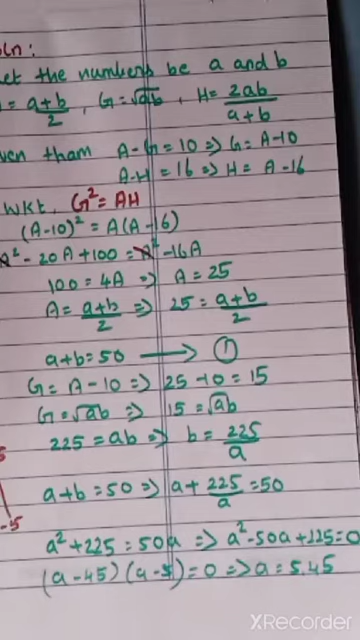 oln:
et the numbers be a and b
= a+b/2 , G=√ab , H= 2ab/a+b
ven tham A-G=10 => G=A-10
A-H=16 => H= A-16
WKT, G²=AH
(A-10)² = A(A-16)
A²-20A+100=A²-16A
100=4A => A=25
A= a+b/2 => 25= a+b/2
a+b=50 → ①
G= A-10 => 25-10=15
G=√ab => 15=√ab
225=ab => b= 225/a
a+b=50 => a+ 225/a =50
-5
a²+225=50a => a²-50a+225=0
(a-45)(a-5)=0 => a=5,45
XRecorder